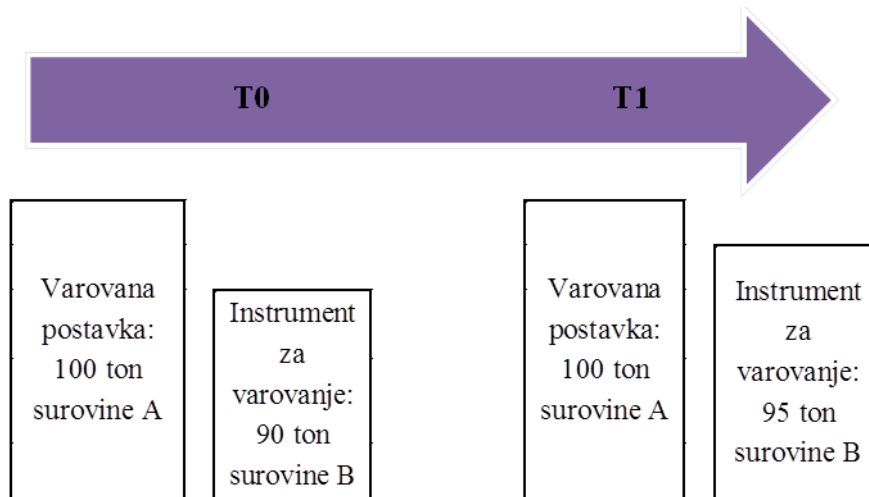 T0
T1
Varovana
postavka:
100 ton
surovine A
Instrument
za
varovanje:
90 ton
surovine B
Varovana
postavka:
100 ton
surovine A
Instrument
za
varovanje:
95 ton
surovine B